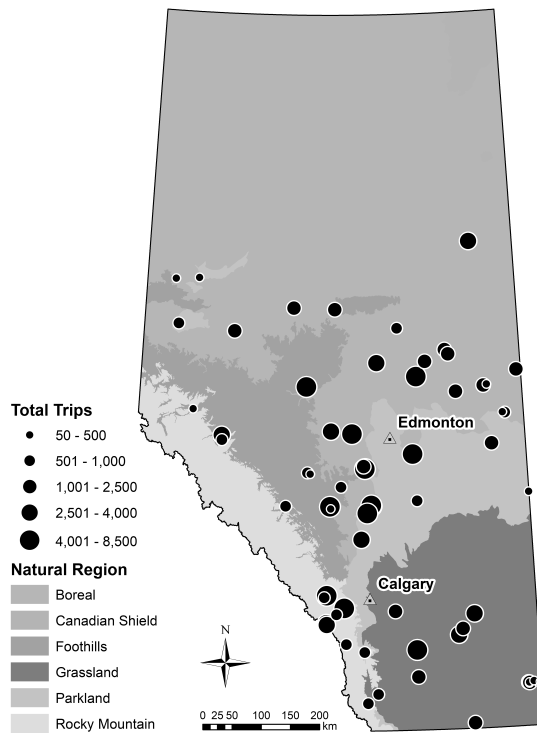 Edmonton
Total Trips
50 - 500
501 - 1,000
1,001 - 2,500
2,501 - 4,000
4,001 - 8,500
Natural Region
Boreal
Canadian Shield
Foothills
Grassland
Parkland
Rocky Mountain
Calgary
N
0 25 50 100 150 200
km